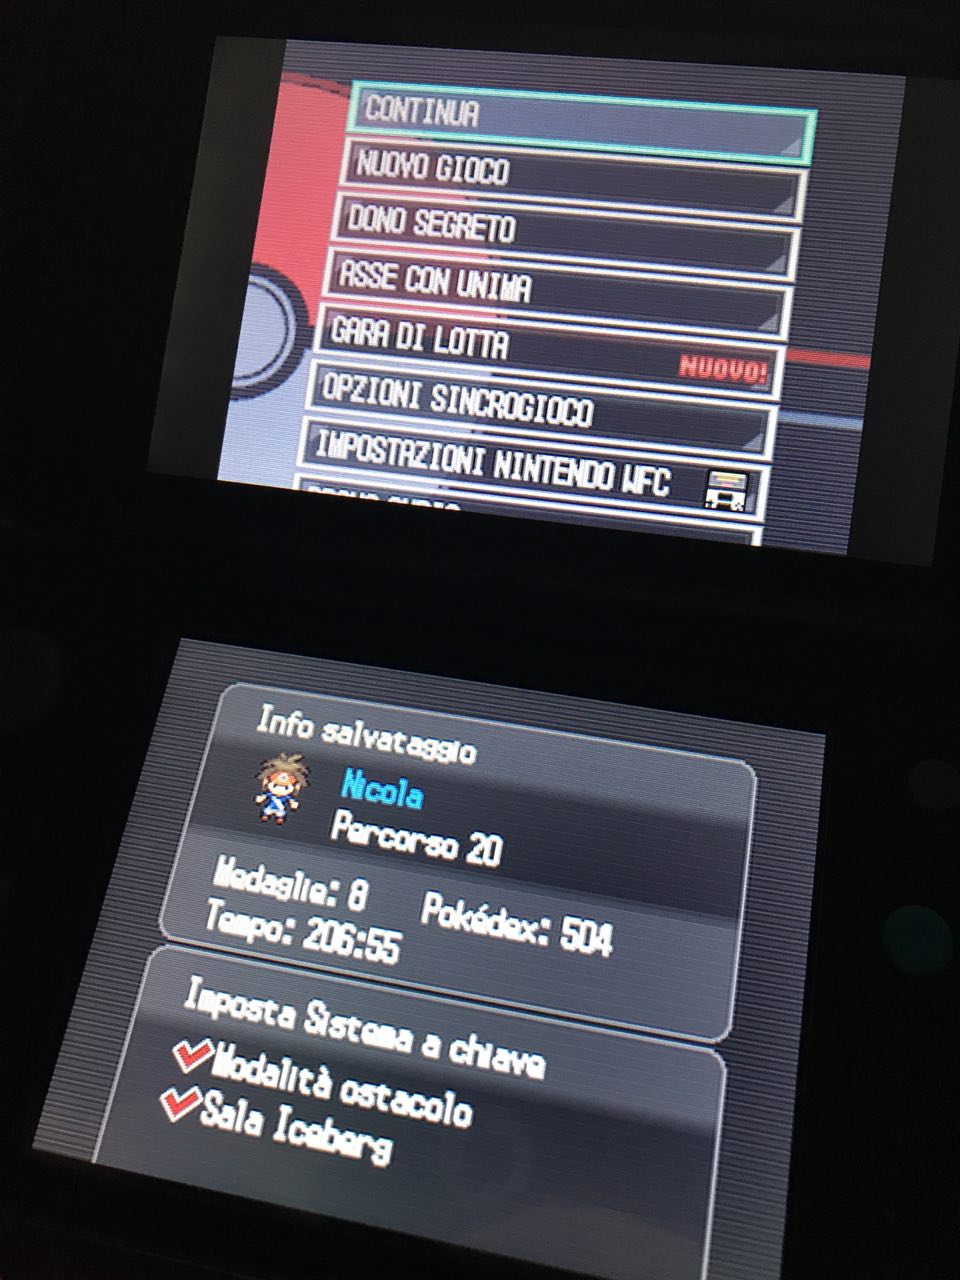 CONTINUA
NUOVO GIOCO
DONO SEGRETO
ASSE CON UNIMA
GARA DI LOTTA NUOVO!
OPZIONI SINCROGIOCO
IMPOSTAZIONI NINTENDO WFC
Info salvataggio
Nicola
Percorso 20
Medaglie: 8 Pokédex: 504
Tempo: 206:55
Imposta Sistema a chiave
Modalità ostacolo
Sala Iceberg